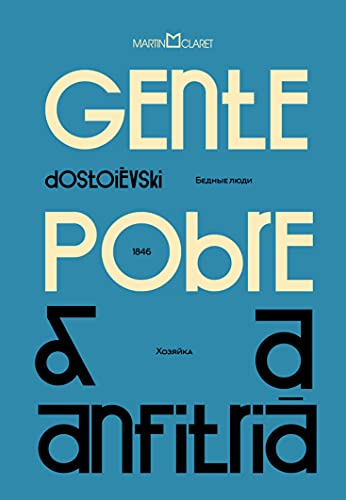 MARTIN CLARET
GENTE
DOSTOIÉVSKI Бедные люди
POBRE
1846
& a
Хозяйка
anfitriã